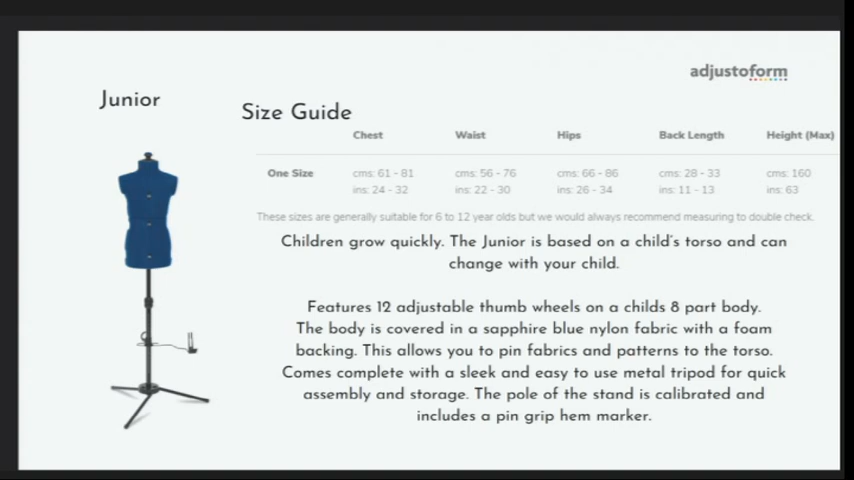 adjustoform
Junior
Size Guide
Chest Waist Hips Back Length Height (Max)
One Size cms: 61 - 81 cms: 56 - 76 cms: 66 - 86 cms: 28 - 33 cms: 160
ins: 24 - 32 ins: 22 - 30 ins: 26 - 34 ins: 11 - 13 ins: 63
These sizes are generally suitable for 6 to 12 year olds but we would always recommend measuring to double check.
Children grow quickly. The Junior is based on a child's torso and can
change with your child.
Features 12 adjustable thumb wheels on a childs 8 part body.
The body is covered in a sapphire blue nylon fabric with a foam
backing. This allows you to pin fabrics and patterns to the torso.
Comes complete with a sleek and easy to use metal tripod for quick
assembly and storage. The pole of the stand is calibrated and
includes a pin grip hem marker.